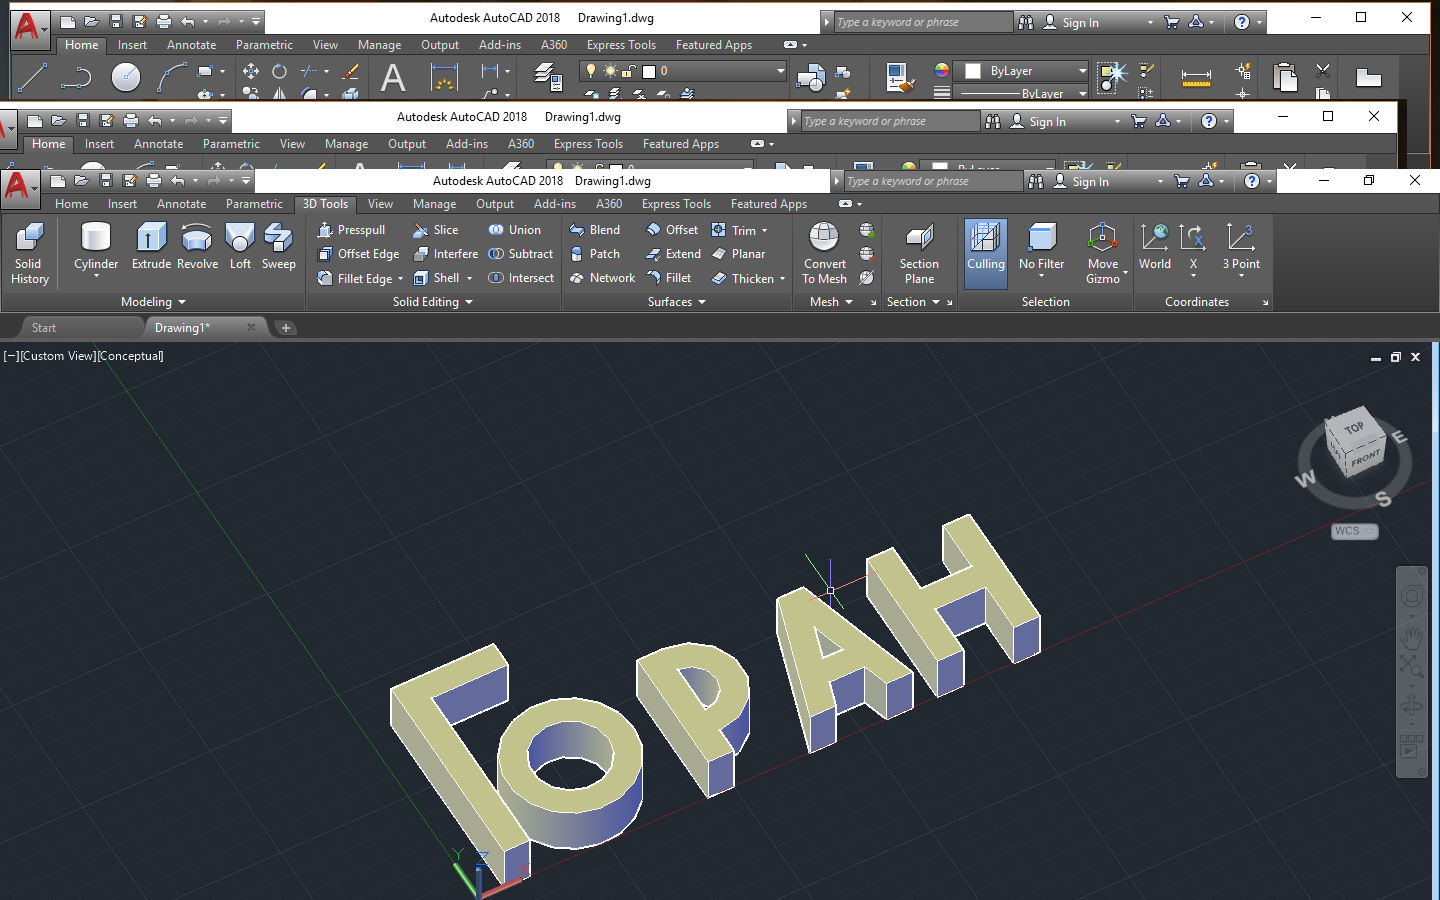 Autodesk AutoCAD 2018 Drawing1.dwg
Type a keyword or phrase
Sign In
Home Insert Annotate Parametric View Manage Output Add-ins A360 Express Tools Featured Apps
A
0
ByLayer
ByLayer
Autodesk AutoCAD 2018 Drawing1.dwg
Type a keyword or phrase
Sign In
Home Insert Annotate Parametric View Manage Output Add-ins A360 Express Tools Featured Apps
Autodesk AutoCAD 2018 Drawing1.dwg
Type a keyword or phrase
Sign In
Home Insert Annotate Parametric 3D Tools View Manage Output Add-ins A360 Express Tools Featured Apps
Solid History
Cylinder Extrude Revolve Loft Sweep
Modeling
Presspull Slice Union
Offset Edge Interfere Subtract
Fillet Edge Shell Intersect
Solid Editing
Blend Offset Trim
Patch Extend Planar
Network Fillet Thicken
Surfaces
Convert To Mesh
Mesh
Section Plane
Section
Culling No Filter Move Gizmo
Selection
World X 3 Point
Coordinates
Start Drawing1*
[−][Custom View][Conceptual]
TOP
FRONT
W S E
WCS
ГОРАН
Y Z